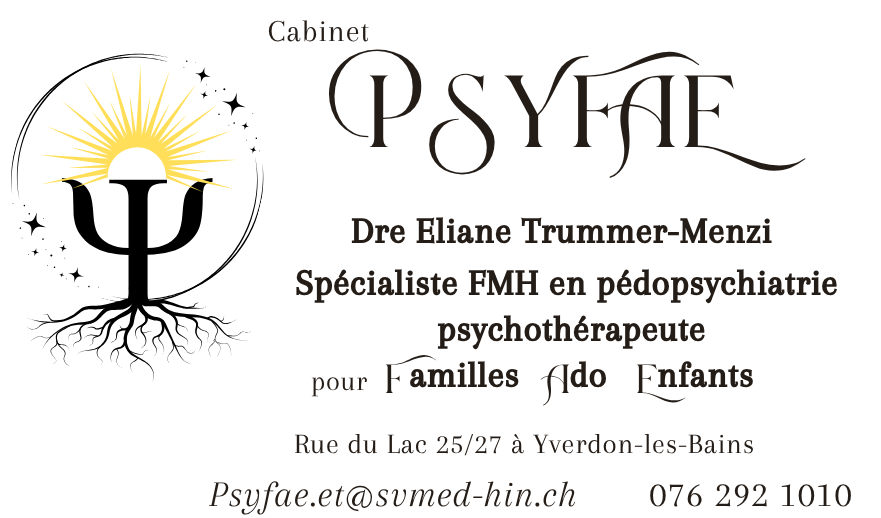 Cabinet
PSYFAE
Dre Eliane Trummer-Menzi
Spécialiste FMH en pédopsychiatrie
psychothérapeute
pour Familles Ado Enfants
Rue du Lac 25/27 à Yverdon-les-Bains
Psyfae.et@svmed-hin.ch 076 292 1010